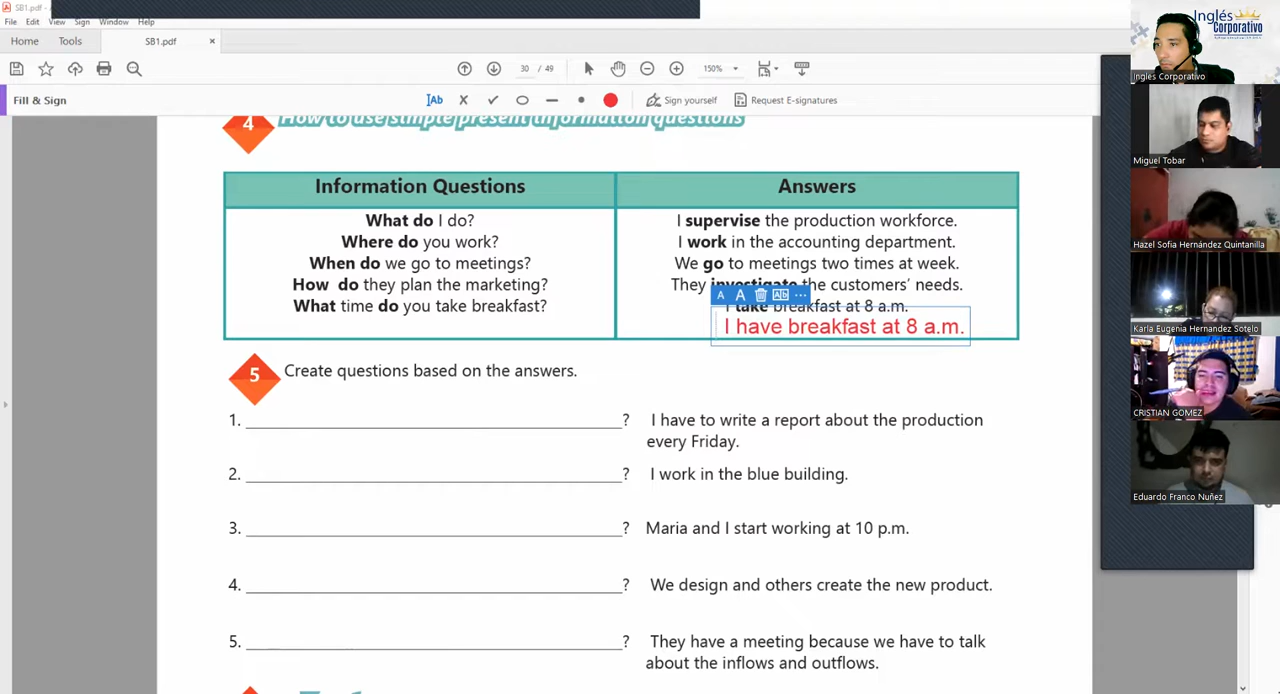 SB1.pdf -
File Edit View Sign Window Help
Home Tools SB1.pdf ×
30 / 49 150%
Fill & Sign Ab Sign yourself Request E-signatures
4 How to use simple present information questions
Information Questions Answers
What do I do? I supervise the production workforce.
Where do you work? I work in the accounting department.
When do we go to meetings? We go to meetings two times at week.
How do they plan the marketing? They investigate the customers' needs.
A A Ab ...
What time do you take breakfast? I take breakfast at 8 a.m.
I have breakfast at 8 a.m.
5 Create questions based on the answers.
1. ? I have to write a report about the production
every Friday.
2. ? I work in the blue building.
3. ? Maria and I start working at 10 p.m.
4. ? We design and others create the new product.
5. ? They have a meeting because we have to talk
about the inflows and outflows.
Inglés
Corporativo
Inglés Corporativo
Miguel Tobar
Hazel Sofia Hernández Quintanilla
Karla Eugenia Hernandez Sotelo
CRISTIAN GOMEZ
Eduardo Franco Nuñez